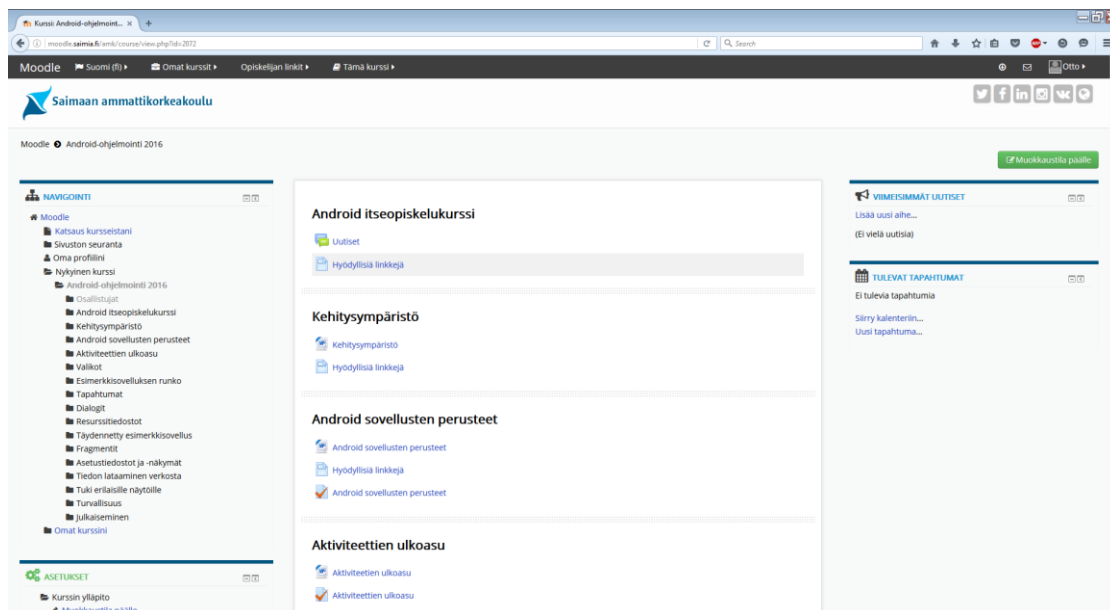 Kurssi: Android-ohjelmoint...
moodle.saimia.fi/amk/course/view.php?id=2072
Search
ABP
Moodle Suomi (fi) Omat kurssit Opiskelijan linkit Tämä kurssi Otto
Saimaan ammattikorkeakoulu
Moodle Android-ohjelmointi 2016
Muokkaustila päälle
NAVIGOINTI
Moodle
Katsaus kursseistani
Sivuston seuranta
Oma profiilini
Nykyinen kurssi
Android-ohjelmointi 2016
Osallistujat
Android itseopiskelukurssi
Kehitysympäristö
Android sovellusten perusteet
Aktiviteettien ulkoasu
Valikot
Esimerkkisovelluksen runko
Tapahtumat
Dialogit
Resurssitiedostot
Täydennetty esimerkkisovellus
Fragmentit
Asetustiedostot ja -näkymät
Tiedon lataaminen verkosta
Tuki erilaisille näytöille
Turvallisuus
Julkaiseminen
Omat kurssini
ASETUKSET
Kurssin ylläpito
Muokkaustila päälle
Android itseopiskelukurssi
Uutiset
Hyödyllisiä linkkejä
Kehitysympäristö
Kehitysympäristö
Hyödyllisiä linkkejä
Android sovellusten perusteet
Android sovellusten perusteet
Hyödyllisiä linkkejä
Android sovellusten perusteet
Aktiviteettien ulkoasu
Aktiviteetien ulkoasu
Aktiviteettien ulkoasu
VIIMEISIMMÄT UUTISET
Lisää uusi aihe...
(Ei vielä uutisia)
TULEVAT TAPAHTUMAT
Ei tulevia tapahtumia
Siirry kalenteriin...
Uusi tapahtuma...